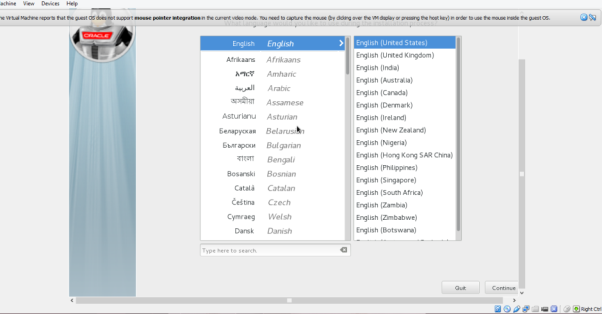 achine View Devices Help
he Virtual Machine reports that the guest OS does not support mouse pointer integration in the current video mode. You need to capture the mouse (by clicking over the VM display or pressing the host key) in order to use the mouse inside the guest OS.
ORACLE
English English
Afrikaans Afrikaans
አማርኛ Amharic
العربية Arabic
অসমীয়া Assamese
Asturianu Asturian
Беларуская Belarusian
Български Bulgarian
বাংলা Bengali
Bosanski Bosnian
Català Catalan
Čeština Czech
Cymraeg Welsh
Dansk Danish
Type here to search.
English (United States)
English (United Kingdom)
English (India)
English (Australia)
English (Canada)
English (Denmark)
English (Ireland)
English (New Zealand)
English (Nigeria)
English (Hong Kong SAR China)
English (Philippines)
English (Singapore)
English (South Africa)
English (Zambia)
English (Zimbabwe)
English (Botswana)
Quit
Continue
Right Ctrl